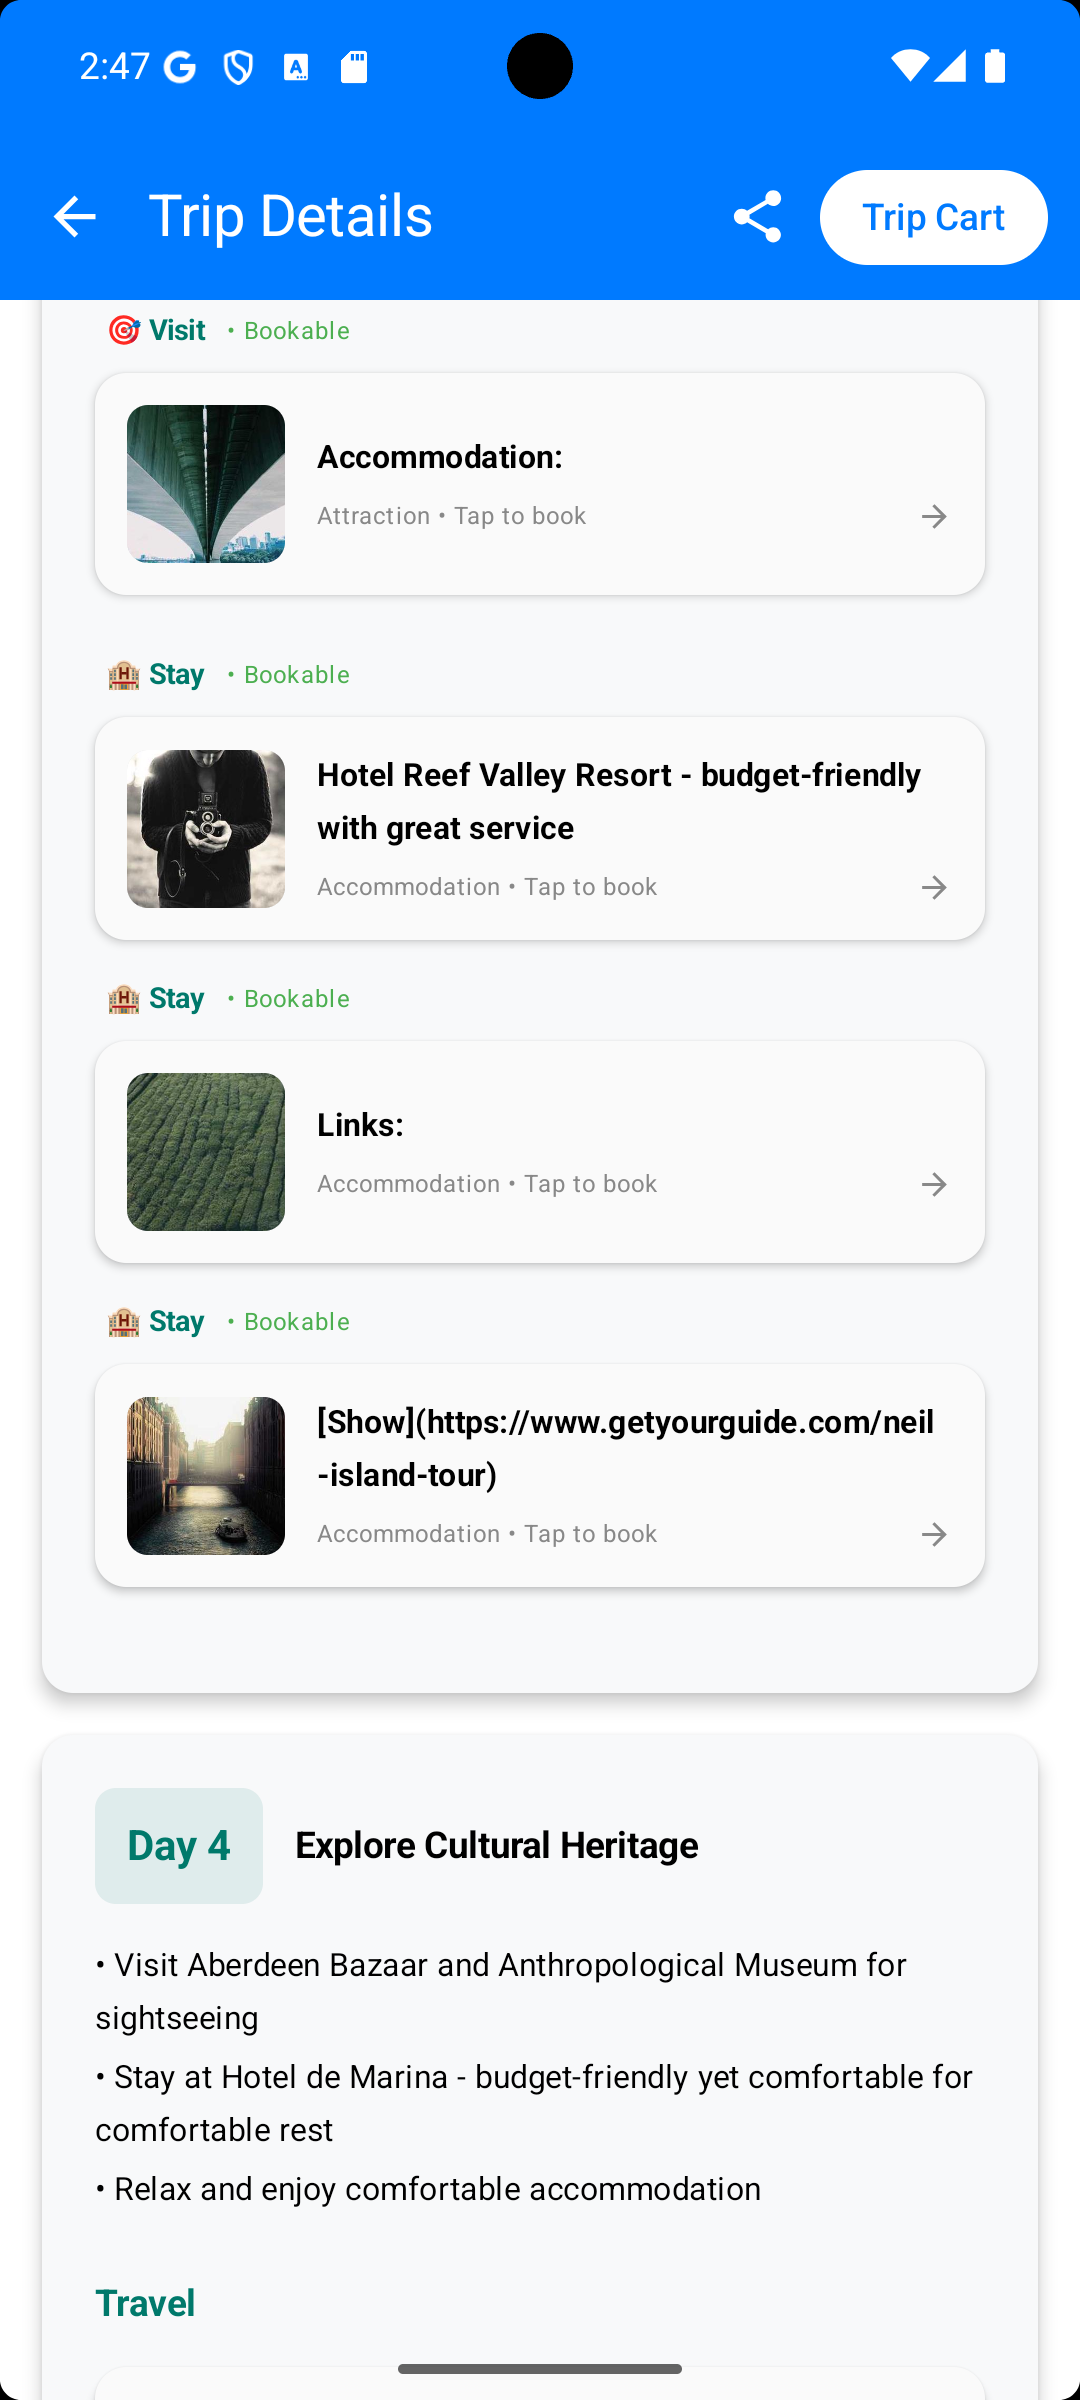 2:47
Trip Details
Trip Cart
Visit • Bookable
Accommodation:
Attraction • Tap to book
Stay • Bookable
Hotel Reef Valley Resort - budget-friendly
with great service
Accommodation • Tap to book
Stay • Bookable
Links:
Accommodation • Tap to book
Stay • Bookable
[Show](https://www.getyourguide.com/neil
-island-tour)
Accommodation • Tap to book
Day 4
Explore Cultural Heritage
• Visit Aberdeen Bazaar and Anthropological Museum for
sightseeing
• Stay at Hotel de Marina - budget-friendly yet comfortable for
comfortable rest
• Relax and enjoy comfortable accommodation
Travel